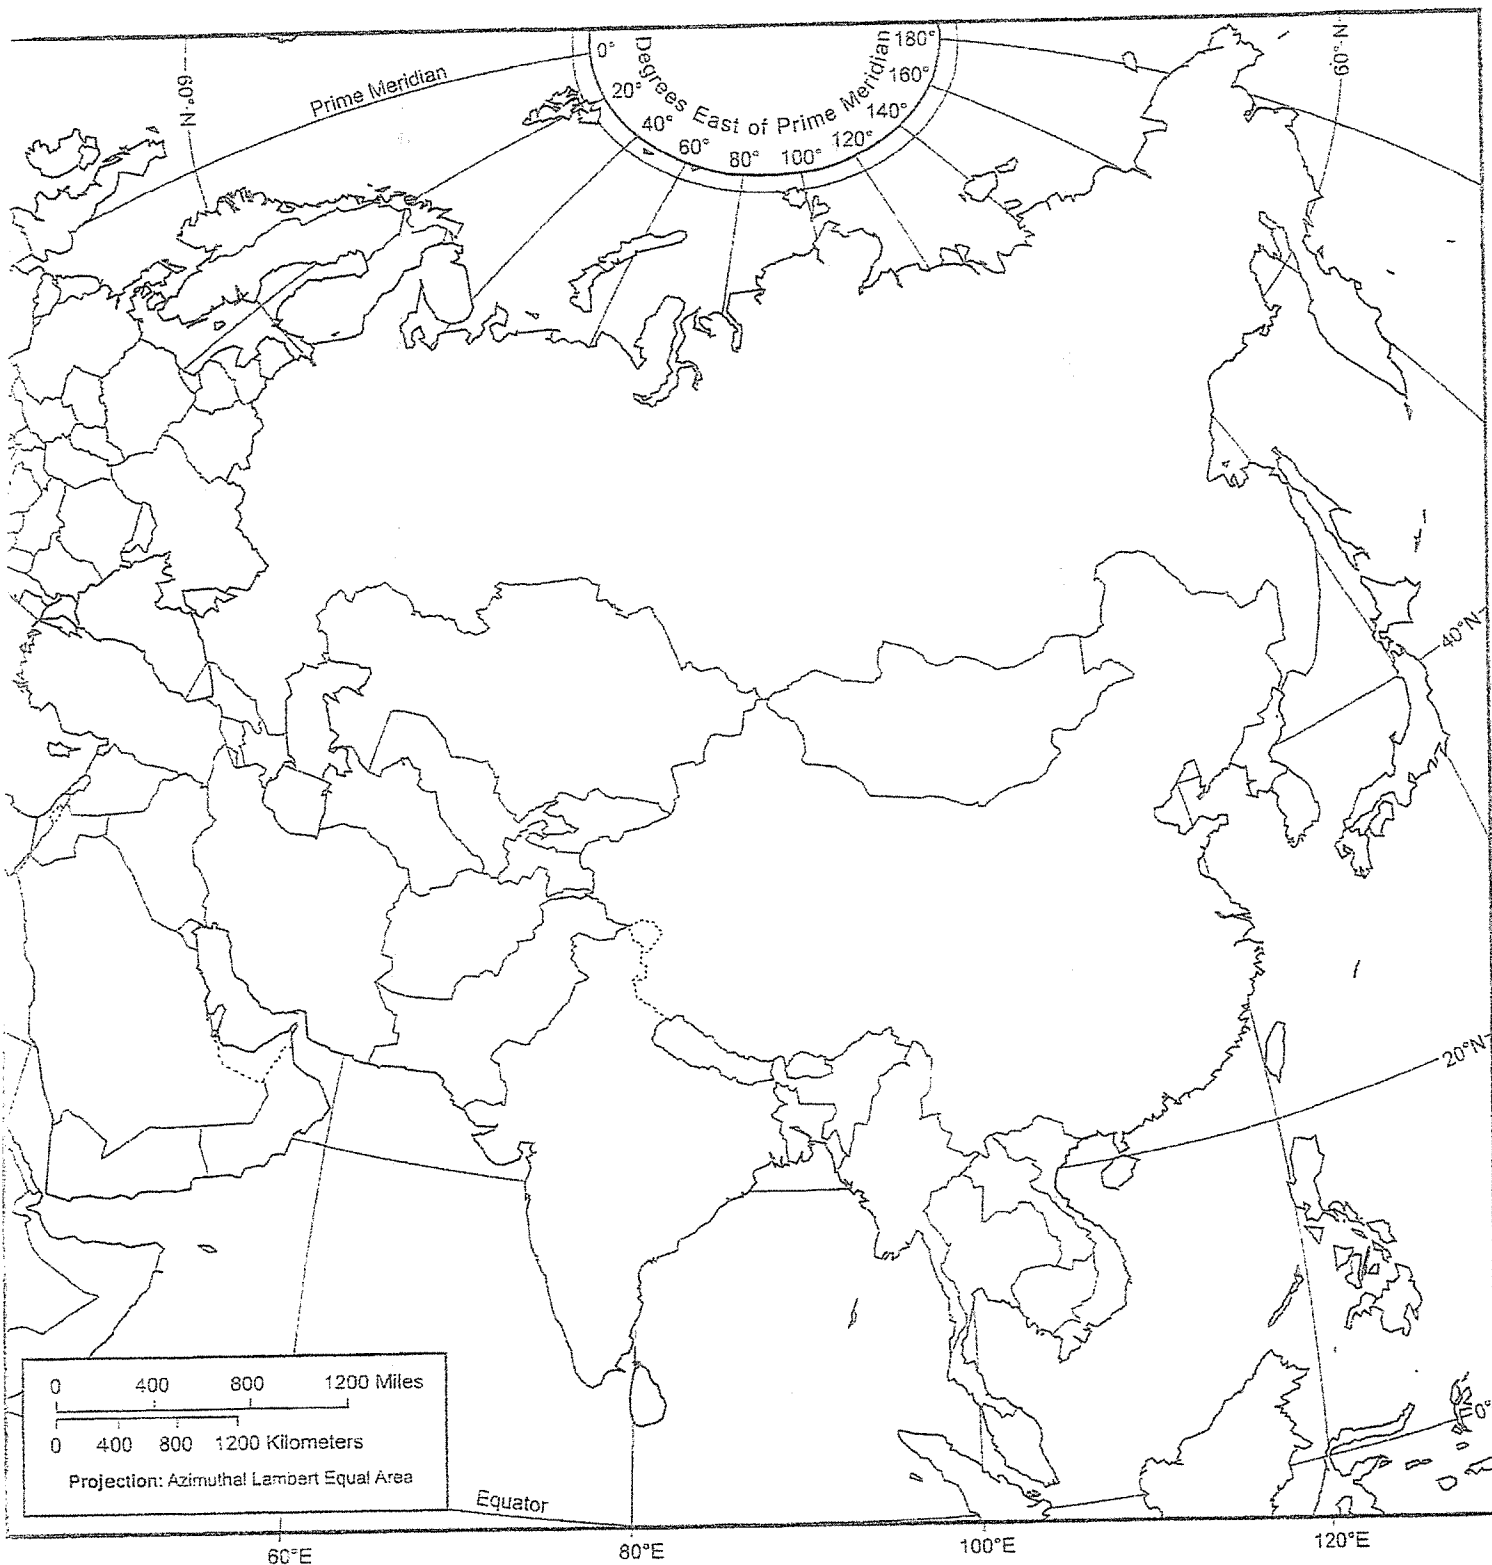 0°
20°
40°
60°
80°
100°
120°
140°
160°
180°
Degrees East of Prime Meridian
Prime Meridian
60°N
60°N
40°N
20°N
0°
0 400 800 1200 Miles
0 400 800 1200 Kilometers
Projection: Azimuthal Lambert Equal Area
Equator
60°E 80°E 100°E 120°E